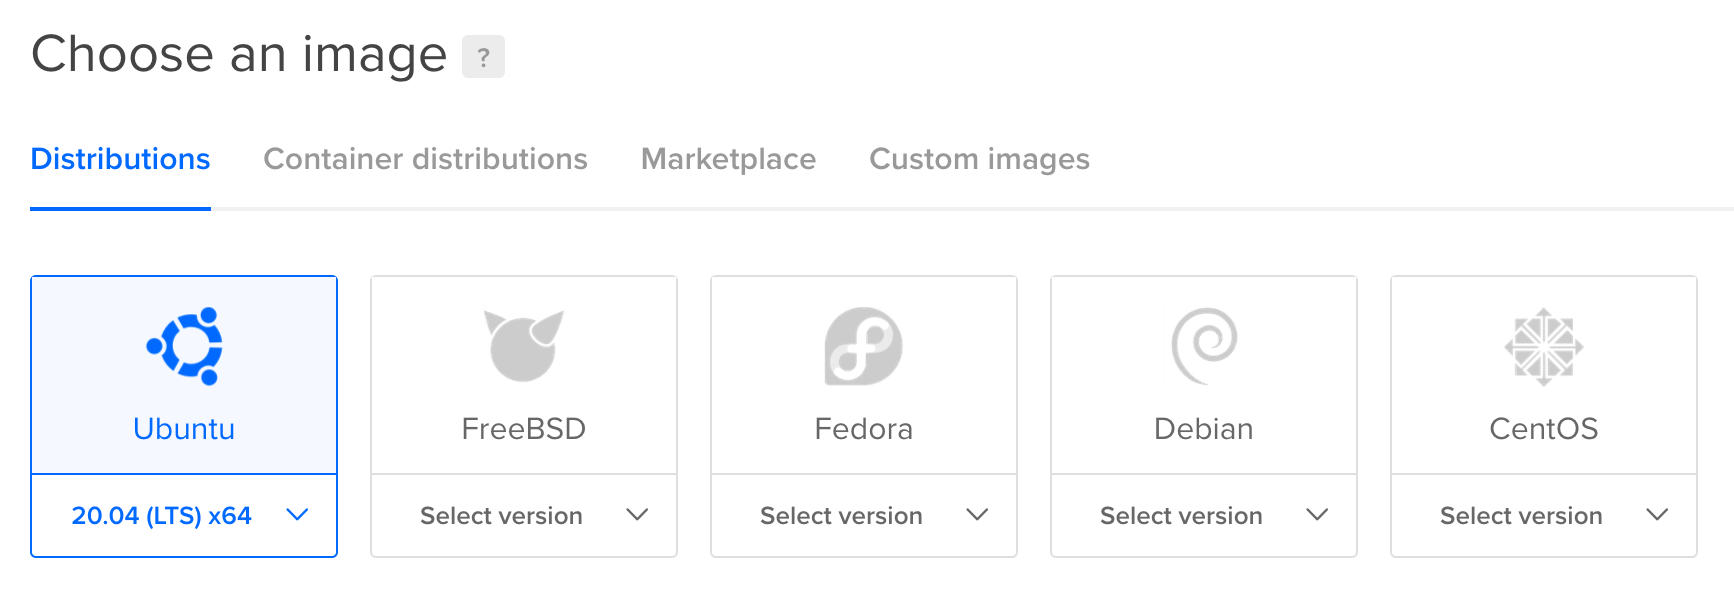 Choose an image ?
Distributions Container distributions Marketplace Custom images
Ubuntu FreeBSD Fedora Debian CentOS
20.04 (LTS) x64 Select version Select version Select version Select version